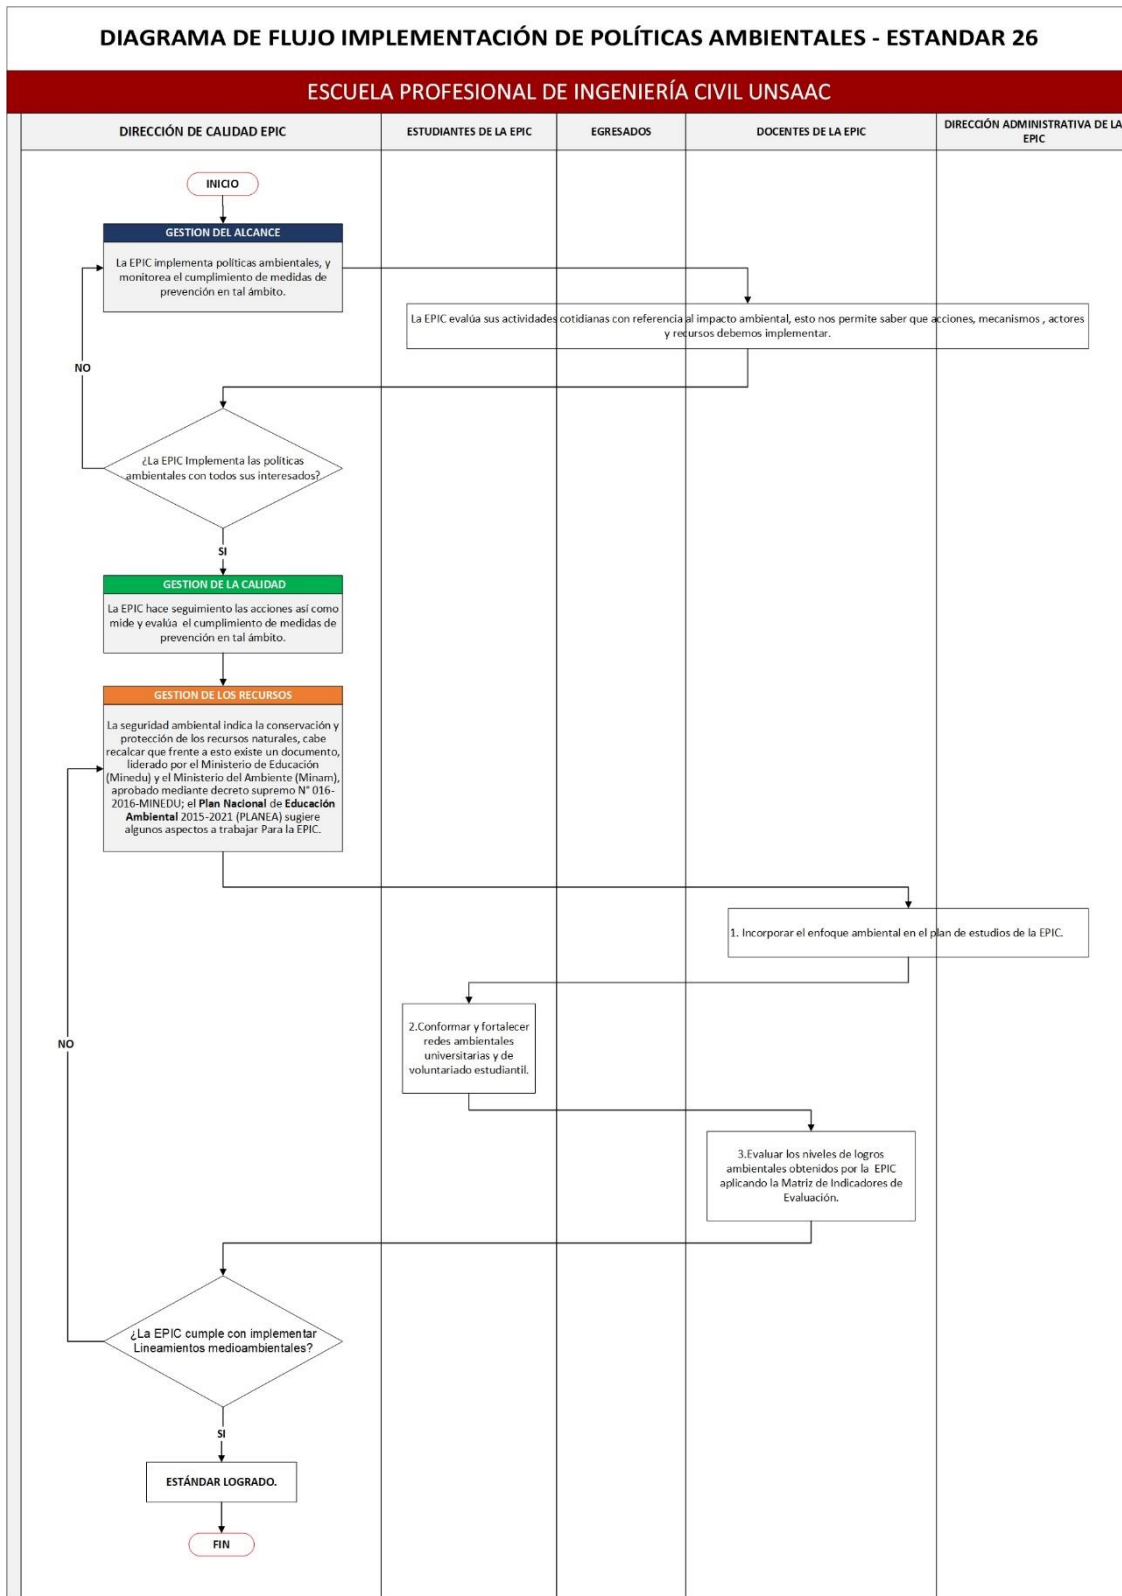 DIAGRAMA DE FLUJO IMPLEMENTACIÓN DE POLÍTICAS AMBIENTALES - ESTANDAR 26
ESCUELA PROFESIONAL DE INGENIERÍA CIVIL UNSAAC
DIRECCIÓN DE CALIDAD EPIC
ESTUDIANTES DE LA EPIC
EGRESADOS
DOCENTES DE LA EPIC
DIRECCIÓN ADMINISTRATIVA DE LA
EPIC
INICIO
GESTION DEL ALCANCE
La EPIC implementa políticas ambientales, y
monitorea el cumplimiento de medidas de
prevención en tal ámbito.
La EPIC evalúa sus actividades cotidianas con referencia al impacto ambiental, esto nos permite saber que acciones, mecanismos , actores
y recursos debemos implementar.
NO
¿La EPIC Implementa las políticas
ambientales con todos sus interesados?
SI
GESTION DE LA CALIDAD
La EPIC hace seguimiento las acciones así como
mide y evalúa el cumplimiento de medidas de
prevención en tal ámbito.
GESTION DE LOS RECURSOS
La seguridad ambiental indica la conservación y
protección de los recursos naturales, cabe
recalcar que frente a esto existe un documento,
liderado por el Ministerio de Educación
(Minedu) y el Ministerio del Ambiente (Minam),
aprobado mediante decreto supremo N° 016-
2016-MINEDU; el Plan Nacional de Educación
Ambiental 2015-2021 (PLANEA) sugiere
algunos aspectos a trabajar Para la EPIC.
1. Incorporar el enfoque ambiental en el plan de estudios de la EPIC.
2.Conformar y fortalecer
redes ambientales
universitarias y de
voluntariado estudiantil.
NO
3.Evaluar los niveles de logros
ambientales obtenidos por la EPIC
aplicando la Matriz de Indicadores de
Evaluación.
¿La EPIC cumple con implementar
Lineamientos medioambientales?
SI
ESTÁNDAR LOGRADO.
FIN